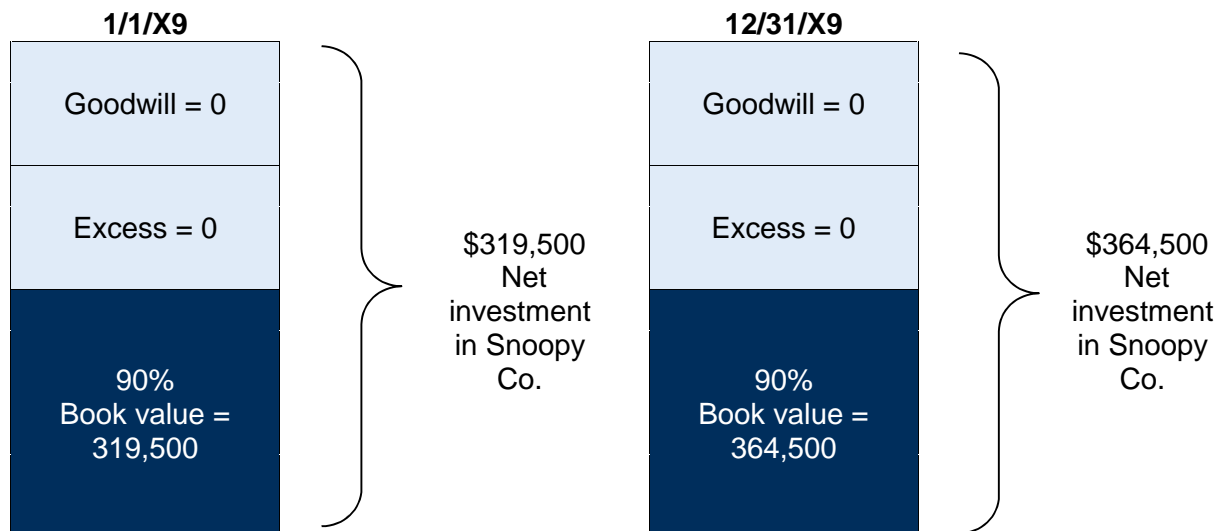 1/1/X9
Goodwill = 0
Excess = 0
90%
Book value =
319,500
$319,500
Net
investment
in Snoopy
Co.
12/31/X9
Goodwill = 0
Excess = 0
90%
Book value =
364,500
$364,500
Net
investment
in Snoopy
Co.